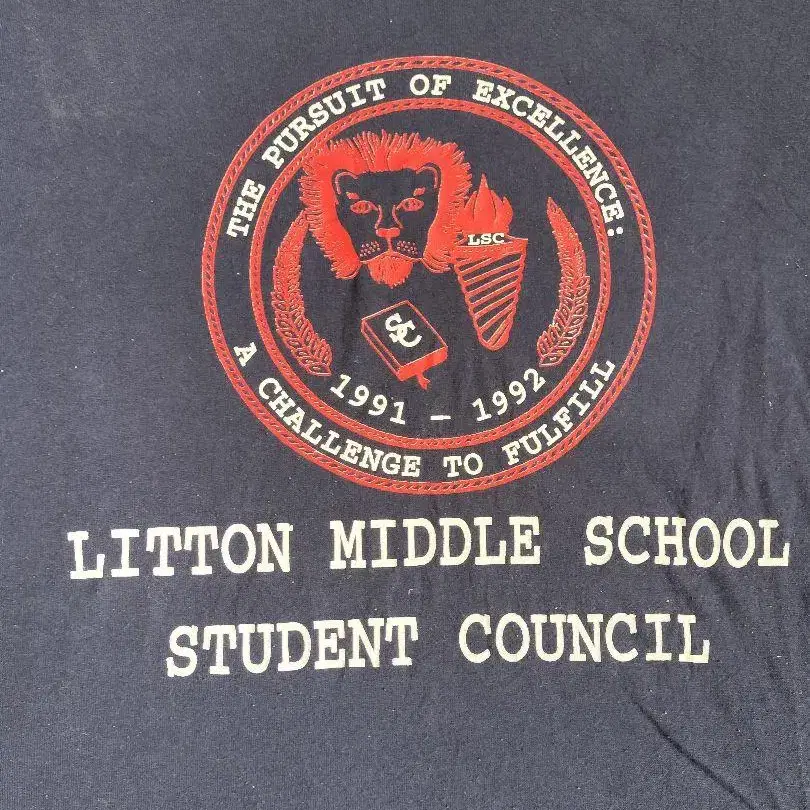 THE PURSUIT OF EXCELLENCE:
LSC
SC
1991 - 1992
A CHALLENGE TO FULFILL
LITTON MIDDLE SCHOOL
STUDENT COUNCIL